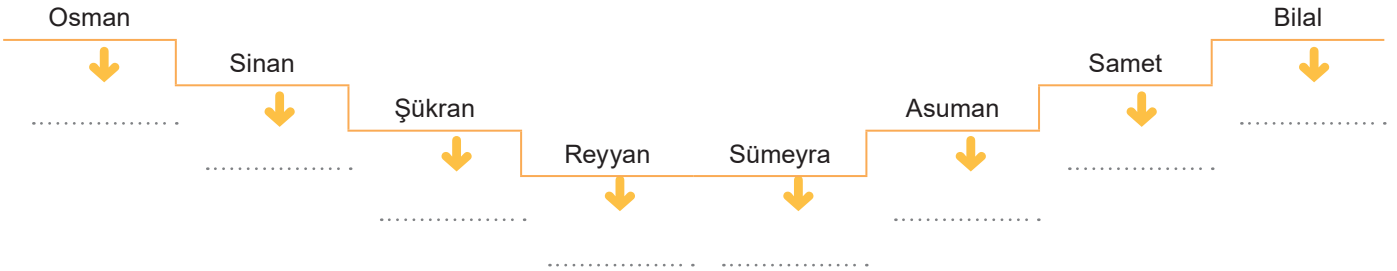 Osman
Sinan
Şükran
Reyyan
Sümeyra
Asuman
Samet
Bilal